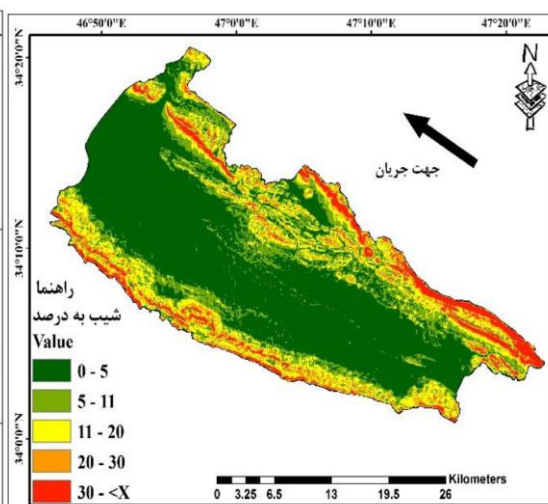 46°50'0"E
47°0'0"E
47°10'0"E
47°20'0"E
34°20'0"N
34°10'0"N
34°0'0"N
N
جهت جریان
راهنما
شیب به درصد
Value
0 - 5
5 - 11
11 - 20
20 - 30
30 - <X
Kilometers
0 3.25 6.5 13 19.5 26